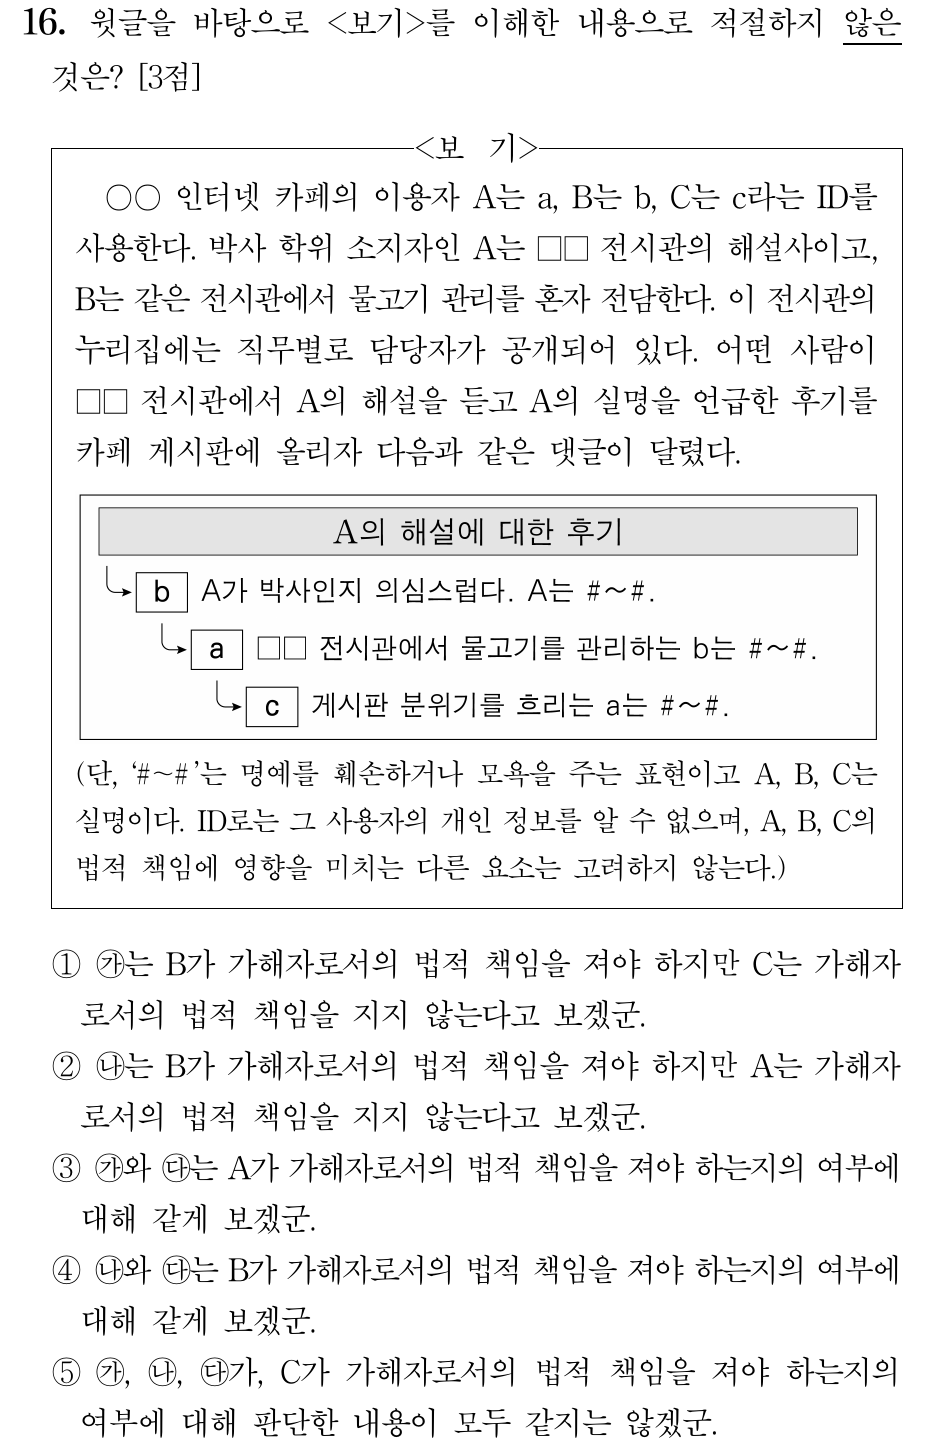 16. 윗글을 바탕으로 <보기>를 이해한 내용으로 적절하지 않은
것은? [3점]
<보 기>
○○ 인터넷 카페의 이용자 A는 a, B는 b, C는 c라는 ID를
사용한다. 박사 학위 소지자인 A는 □□ 전시관의 해설사이고,
B는 같은 전시관에서 물고기 관리를 혼자 전담한다. 이 전시관의
누리집에는 직무별로 담당자가 공개되어 있다. 어떤 사람이
□□ 전시관에서 A의 해설을 듣고 A의 실명을 언급한 후기를
카페 게시판에 올리자 다음과 같은 댓글이 달렸다.
A의 해설에 대한 후기
b A가 박사인지 의심스럽다. A는 #~#.
a □□ 전시관에서 물고기를 관리하는 b는 #~#.
c 게시판 분위기를 흐리는 a는 #~#.
(단, ‘#~#’는 명예를 훼손하거나 모욕을 주는 표현이고 A, B, C는
실명이다. ID로는 그 사용자의 개인 정보를 알 수 없으며, A, B, C의
법적 책임에 영향을 미치는 다른 요소는 고려하지 않는다.)
① ㉮는 B가 가해자로서의 법적 책임을 져야 하지만 C는 가해자
로서의 법적 책임을 지지 않는다고 보겠군.
② ㉯는 B가 가해자로서의 법적 책임을 져야 하지만 A는 가해자
로서의 법적 책임을 지지 않는다고 보겠군.
③ ㉮와 ㉰는 A가 가해자로서의 법적 책임을 져야 하는지의 여부에
대해 같게 보겠군.
④ ㉯와 ㉰는 B가 가해자로서의 법적 책임을 져야 하는지의 여부에
대해 같게 보겠군.
⑤ ㉮, ㉯, ㉰가, C가 가해자로서의 법적 책임을 져야 하는지의
여부에 대해 판단한 내용이 모두 같지는 않겠군.